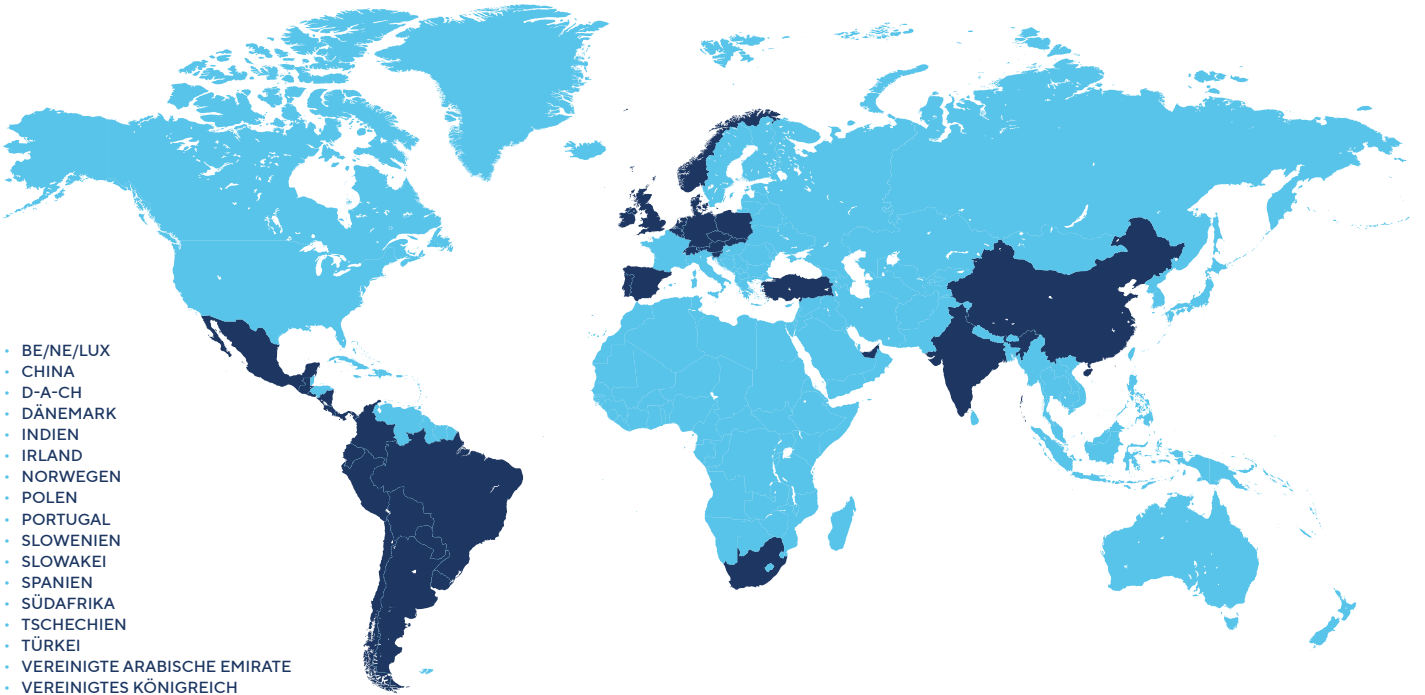 • BE/NE/LUX
• CHINA
• D-A-CH
• DÄNEMARK
• INDIEN
• IRLAND
• NORWEGEN
• POLEN
• PORTUGAL
• SLOWENIEN
• SLOWAKEI
• SPANIEN
• SÜDAFRIKA
• TSCHECHIEN
• TÜRKEI
• VEREINIGTE ARABISCHE EMIRATE
• VEREINIGTES KÖNIGREICH